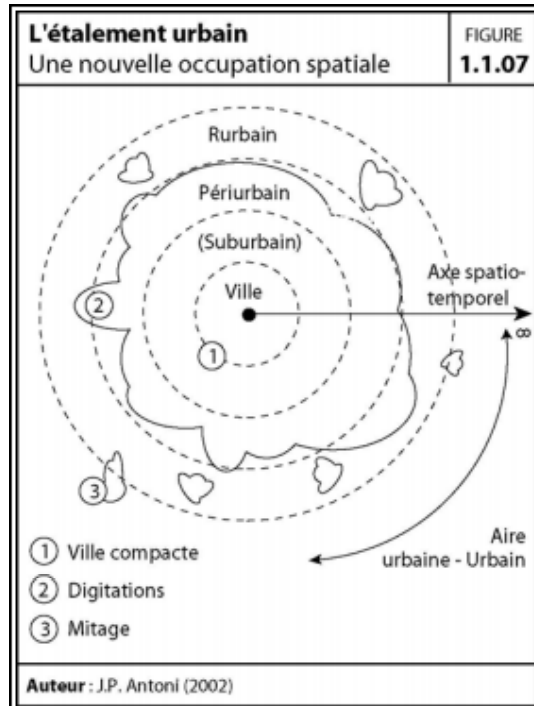 L'étalement urbain
Une nouvelle occupation spatiale
FIGURE
1.1.07
Rurbain
Périurbain
(Suburbain)
Ville
Axe spatio-
temporel
∞
1
2
3
Aire
urbaine - Urbain
1 Ville compacte
2 Digitations
3 Mitage
Auteur : J.P. Antoni (2002)